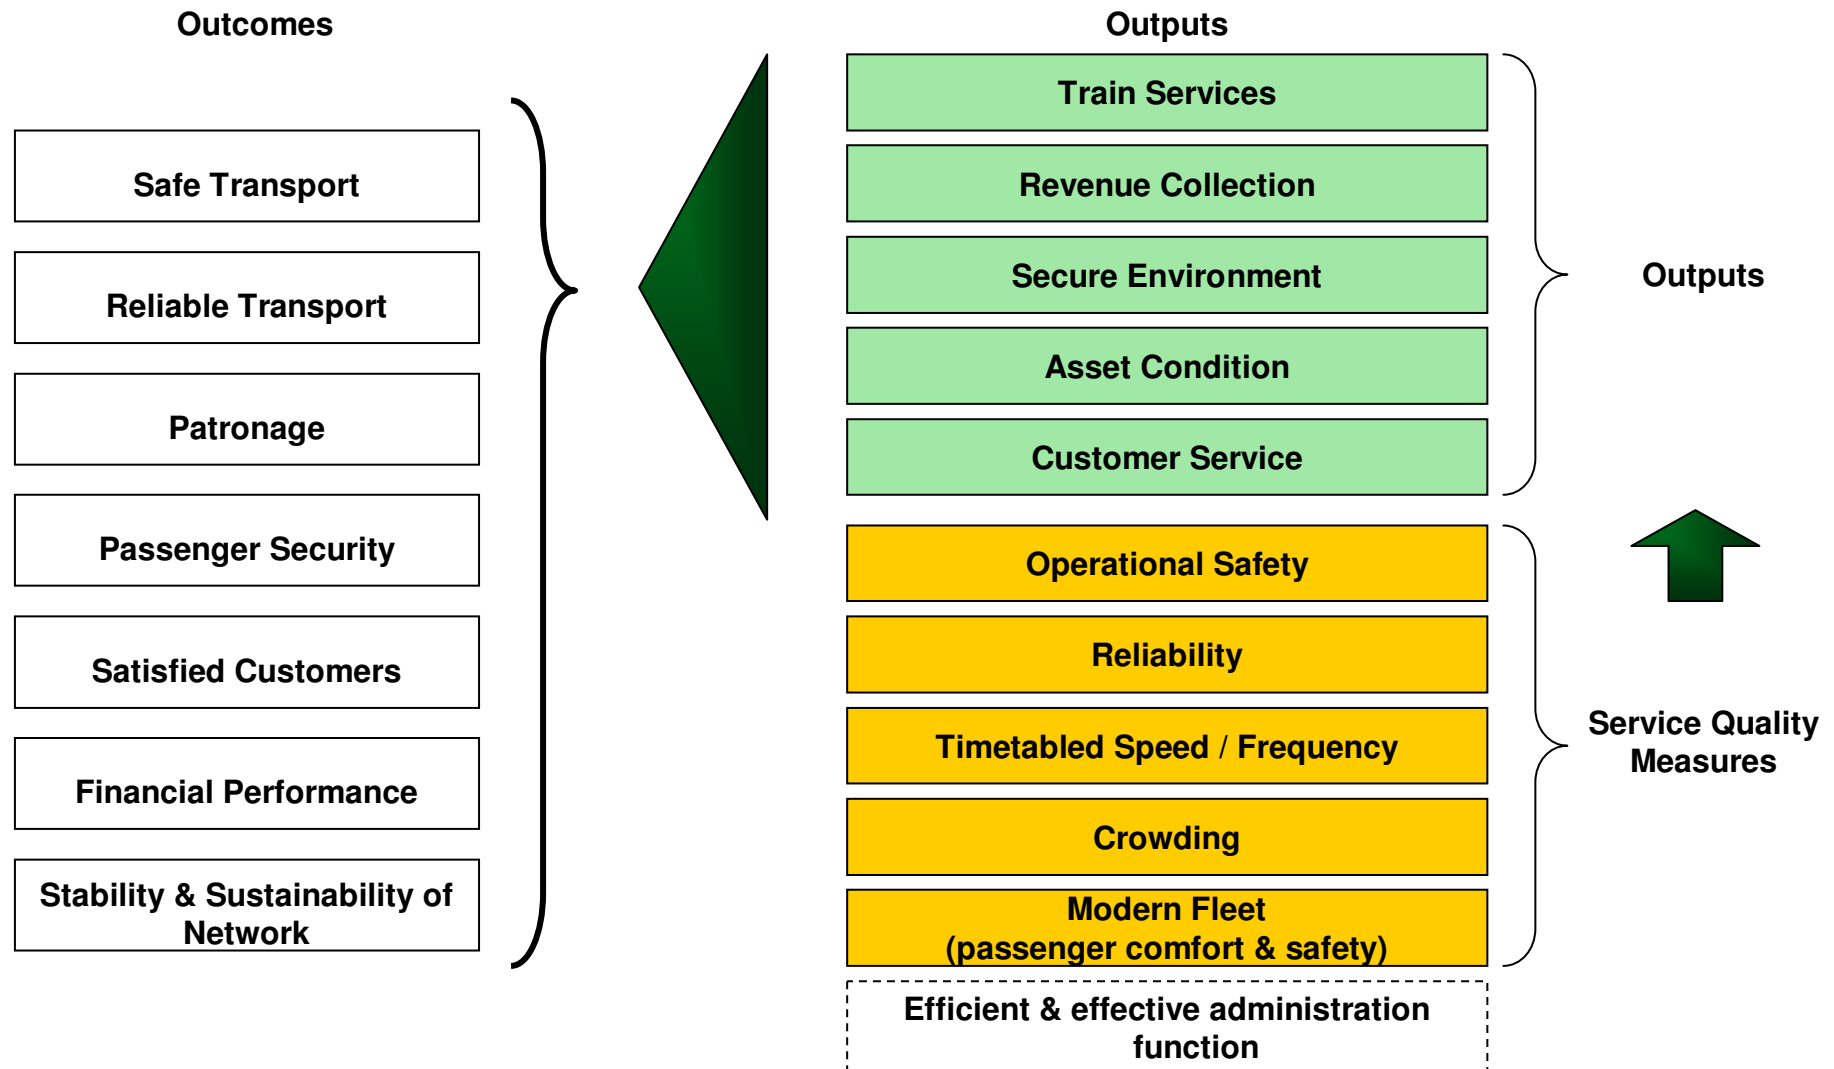 Outcomes
Safe Transport
Reliable Transport
Patronage
Passenger Security
Satisfied Customers
Financial Performance
Stability & Sustainability of
Network
Outputs
Train Services
Revenue Collection
Secure Environment
Asset Condition
Customer Service
Operational Safety
Reliability
Timetabled Speed / Frequency
Crowding
Modern Fleet
(passenger comfort & safety)
Efficient & effective administration
function
Outputs
Service Quality
Measures